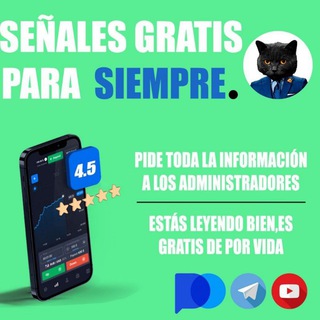 SEÑALES GRATIS
PARA SIEMPRE.
4.5
PIDE TODA LA INFORMACIÓN
A LOS ADMINISTRADORES
ESTÁS LEYENDO BIEN,ES
GRATIS DE POR VIDA